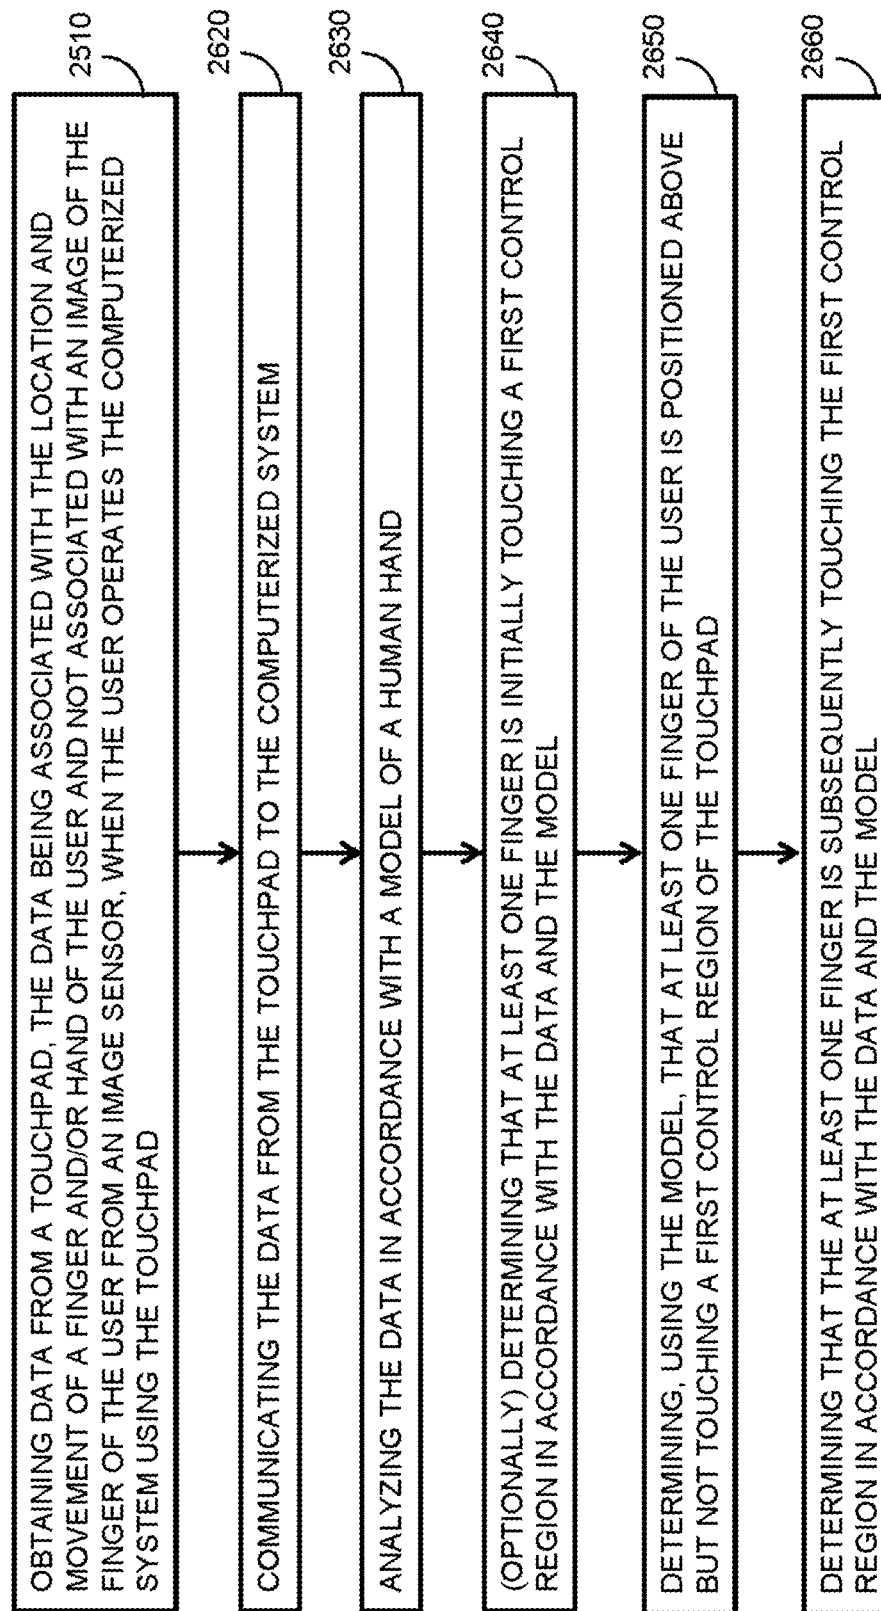 2510
OBTAINING DATA FROM A TOUCHPAD, THE DATA BEING ASSOCIATED WITH THE LOCATION AND
MOVEMENT OF A FINGER AND/OR HAND OF THE USER AND NOT ASSOCIATED WITH AN IMAGE OF THE
FINGER OF THE USER FROM AN IMAGE SENSOR, WHEN THE USER OPERATES THE COMPUTERIZED
SYSTEM USING THE TOUCHPAD
2620
COMMUNICATING THE DATA FROM THE TOUCHPAD TO THE COMPUTERIZED SYSTEM
2630
ANALYZING THE DATA IN ACCORDANCE WITH A MODEL OF A HUMAN HAND
2640
(OPTIONALLY) DETERMINING THAT AT LEAST ONE FINGER IS INITIALLY TOUCHING A FIRST CONTROL
REGION IN ACCORDANCE WITH THE DATA AND THE MODEL
2650
DETERMINING, USING THE MODEL, THAT AT LEAST ONE FINGER OF THE USER IS POSITIONED ABOVE
BUT NOT TOUCHING A FIRST CONTROL REGION OF THE TOUCHPAD
2660
DETERMINING THAT THE AT LEAST ONE FINGER IS SUBSEQUENTLY TOUCHING THE FIRST CONTROL
REGION IN ACCORDANCE WITH THE DATA AND THE MODEL